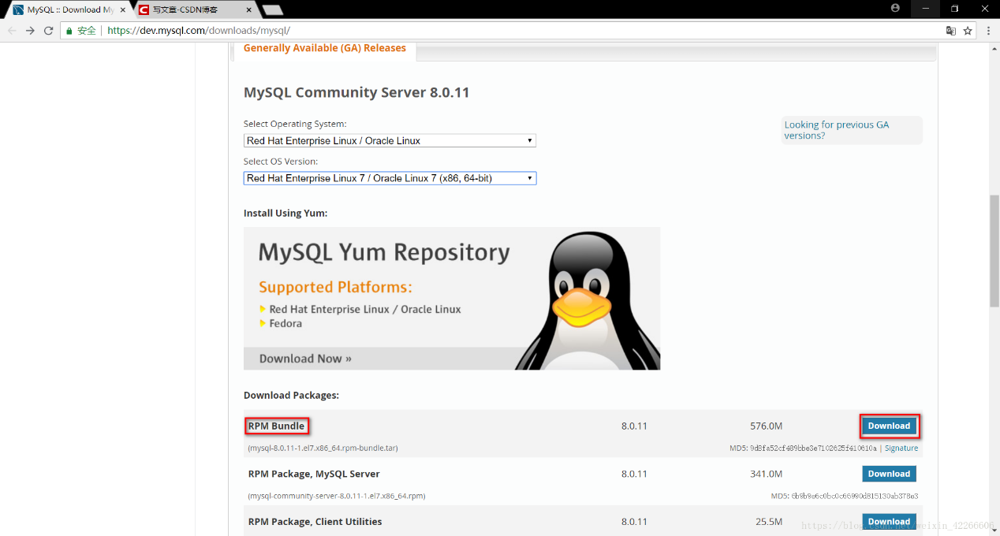 MySQL :: Download My
写文章-CSDN博客
安全
https://dev.mysql.com/downloads/mysql/
Generally Available (GA) Releases
MySQL Community Server 8.0.11
Select Operating System:
Looking for previous GA
versions?
Red Hat Enterprise Linux / Oracle Linux
Select OS Version:
Red Hat Enterprise Linux 7 / Oracle Linux 7 (x86, 64-bit)
Install Using Yum:
MySQL Yum Repository
Supported Platforms:
Red Hat Enterprise Linux / Oracle Linux
Fedora
Download Now »
Download Packages:
RPM Bundle 8.0.11 576.0M Download
(mysql-8.0.11-1.el7.x86_64.rpm-bundle.tar) MD5: 9d8fa52cf489bbe3e7102625f410610a | Signature
RPM Package, MySQL Server 8.0.11 341.0M Download
(mysql-community-server-8.0.11-1.el7.x86_64.rpm) MD5: 6b9b9e6c0bc0c66990d815130ab378e3
RPM Package, Client Utilities 8.0.11 25.5M Download
https://blog.csdn.net/weixin_42266606